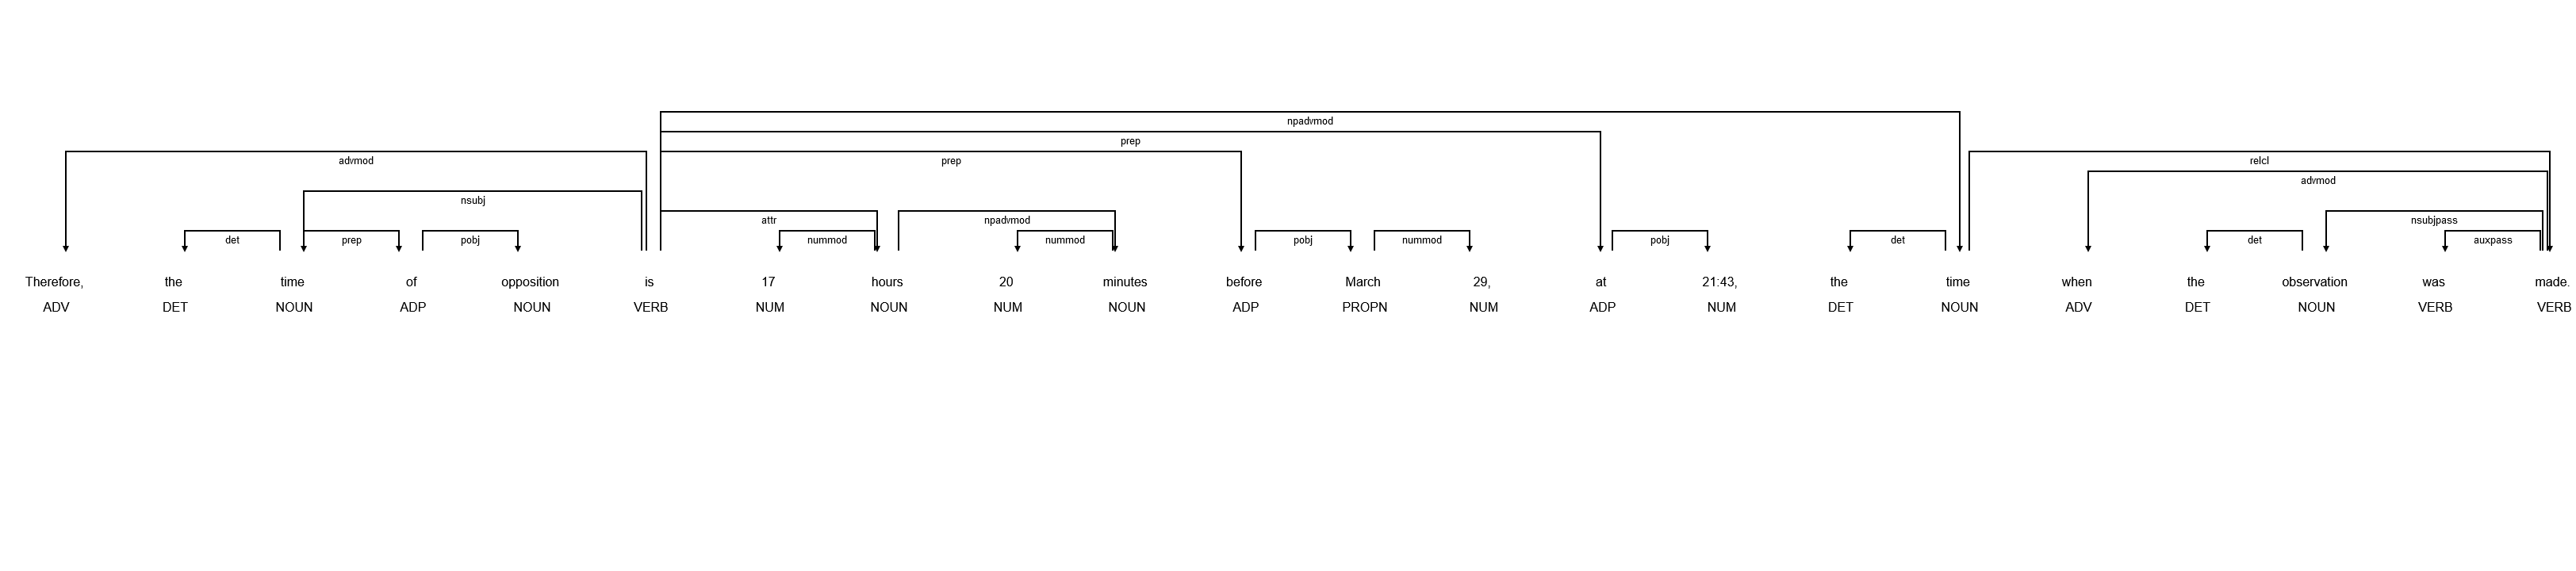 npadvmod
prep
advmod prep relcl
advmod
nsubj
attr npadvmod nsubjpass
det prep pobj nummod nummod pobj nummod pobj det det auxpass
Therefore, the time of opposition is 17 hours 20 minutes before March 29, at 21:43, the time when the observation was made.
ADV DET NOUN ADP NOUN VERB NUM NOUN NUM NOUN ADP PROPN NUM ADP NUM DET NOUN ADV DET NOUN VERB VERB